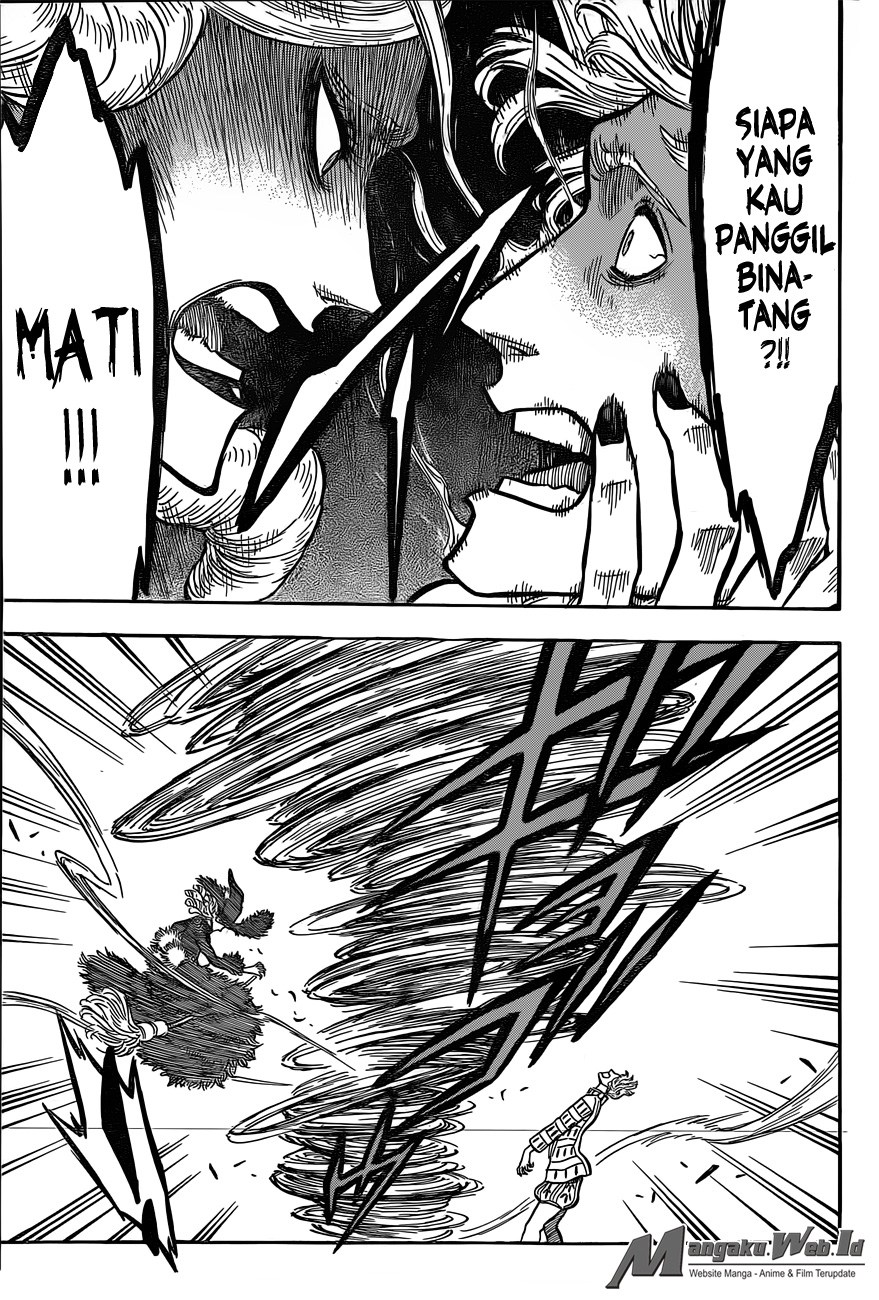 SIAPA
YANG
KAU
PANGGIL
BINA-
TANG
?!!
MATI
!!!
Mangaku.Web.Id
Website Manga - Anime & Film Terupdate